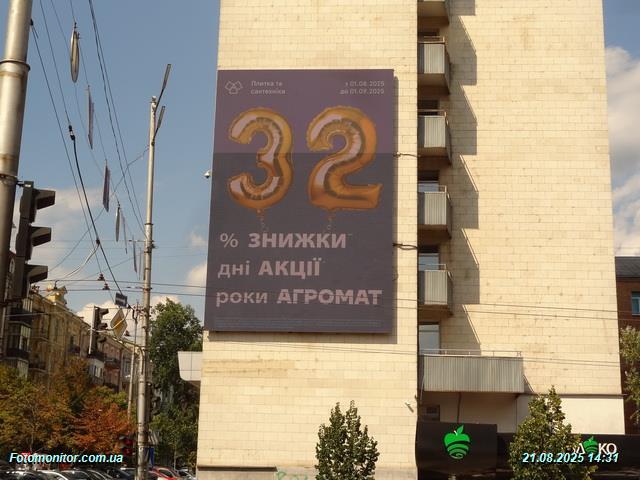 Плитка та
сантехніка
з 01.08.2025
до 01.09.2025
32
% ЗНИЖКИ
дні АКЦІЇ
роки АГРОМАТ
КО
Fotomonitor.com.ua
21.08.2025 14:31